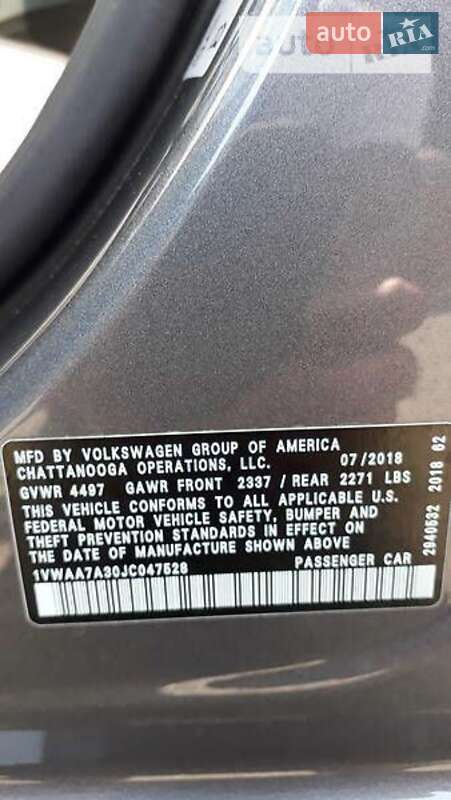 auto RIA
.com
MFD BY VOLKSWAGEN GROUP OF AMERICA
CHATTANOOGA OPERATIONS, LLC. 07/2018
GVWR 4497 GAWR FRONT 2337 / REAR 2271 LBS
THIS VEHICLE CONFORMS TO ALL APPLICABLE U.S.
FEDERAL MOTOR VEHICLE SAFETY, BUMPER AND
THEFT PREVENTION STANDARDS IN EFFECT ON
THE DATE OF MANUFACTURE SHOWN ABOVE
1VWAA7A30JC047528 PASSENGER CAR
2940532 2018 62